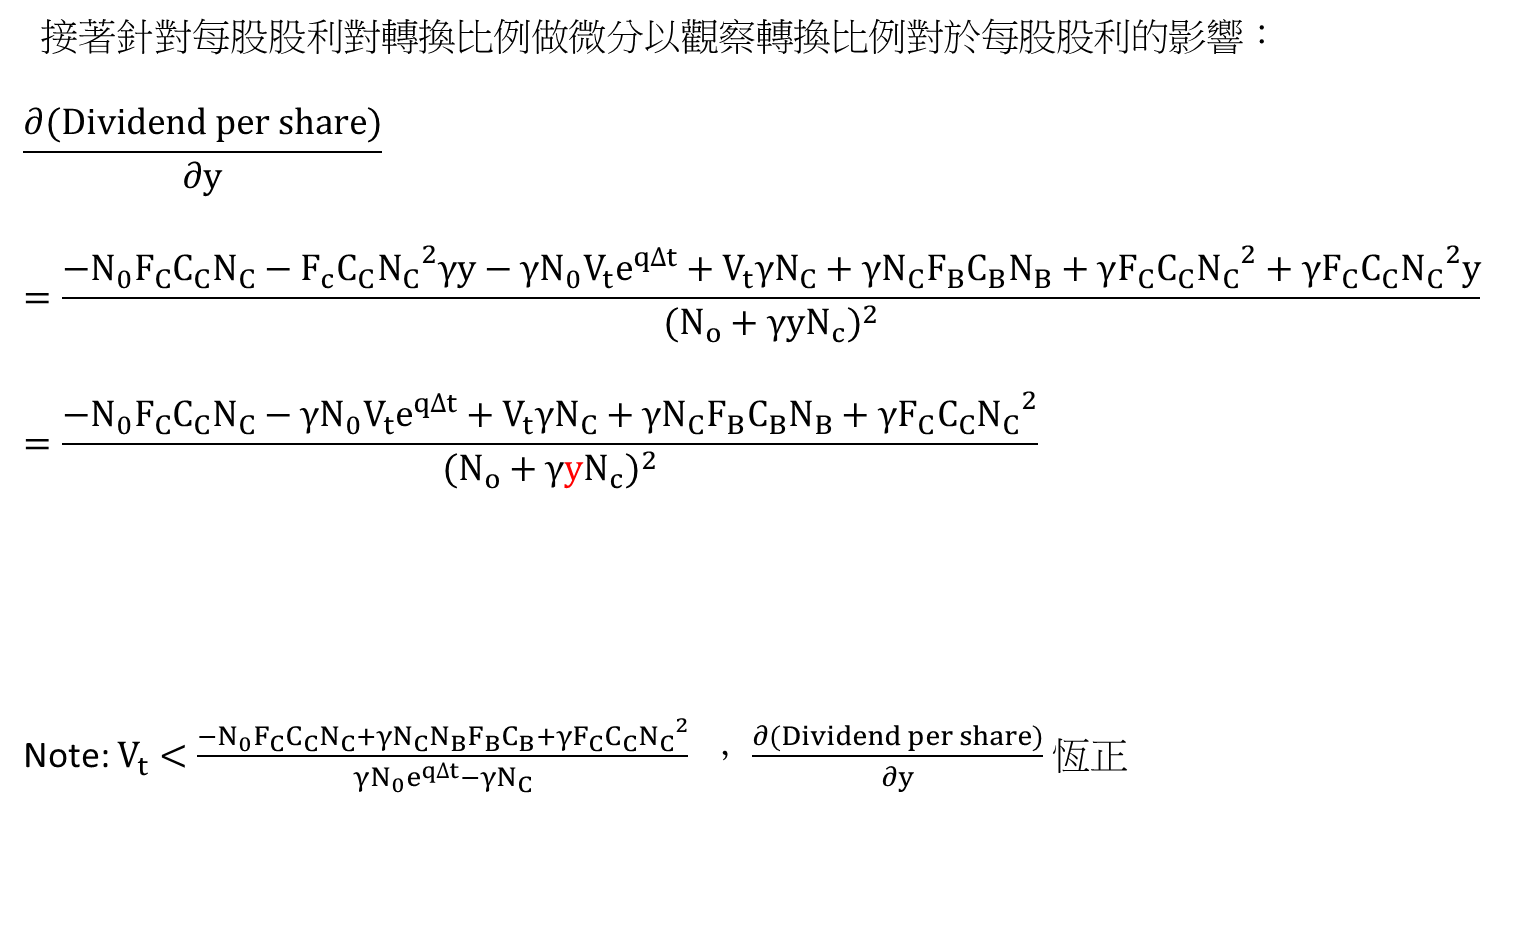 接著針對每股股利對轉換比例做微分以觀察轉換比例對於每股股利的影響：
∂(Dividend per share)
∂y
= −N₀F_CC_CN_C − F_cC_CN_C²γy − γN₀V_te^{qΔt} + V_tγN_C + γN_CF_BC_BN_B + γF_CC_CN_C² + γF_CC_CN_C²y
(N_o + γyN_c)²
= −N₀F_CC_CN_C − γN₀V_te^{qΔt} + V_tγN_C + γN_CF_BC_BN_B + γF_CC_CN_C²
(N_o + γyN_c)²
Note: V_t < (−N₀F_CC_CN_C+γN_CN_BF_BC_B+γF_CC_CN_C²)/(γN₀e^{qΔt}−γN_C) ， ∂(Dividend per share)/∂y 恆正